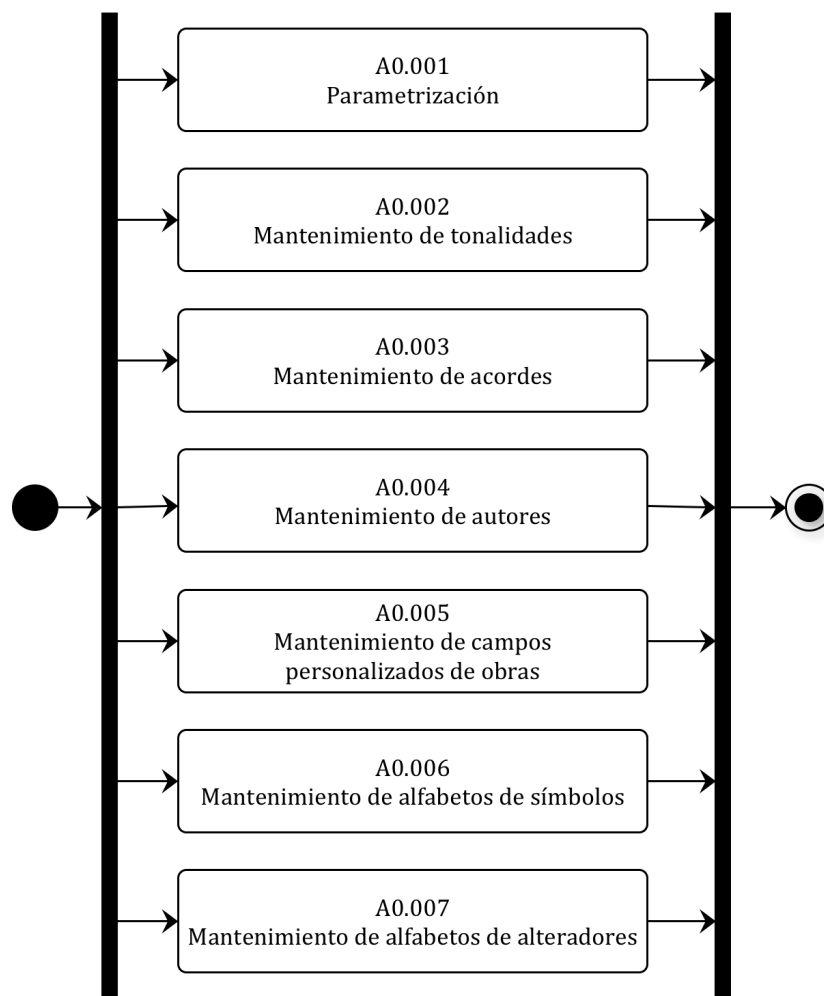 A0.001
Parametrización
A0.002
Mantenimiento de tonalidades
A0.003
Mantenimiento de acordes
A0.004
Mantenimiento de autores
A0.005
Mantenimiento de campos
personalizados de obras
A0.006
Mantenimiento de alfabetos de símbolos
A0.007
Mantenimiento de alfabetos de alteradores